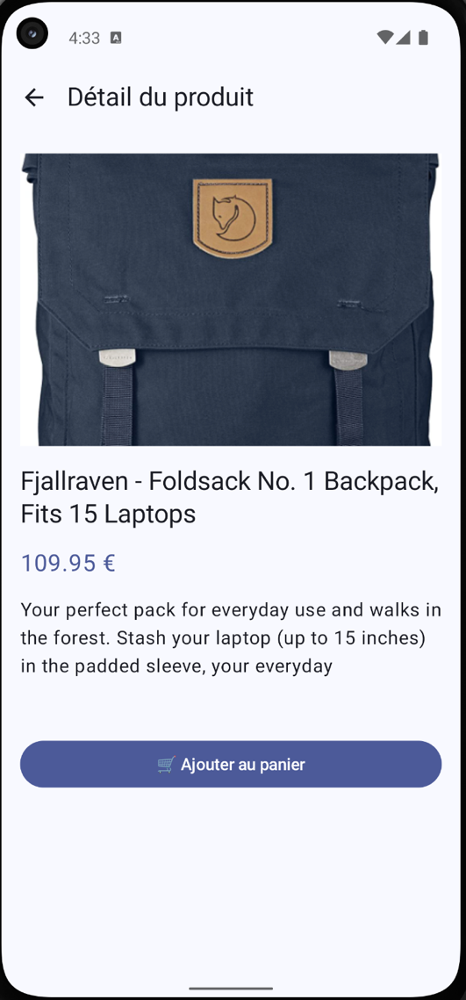 4:33 A
Détail du produit
Fjallraven - Foldsack No. 1 Backpack,
Fits 15 Laptops
109.95 €
Your perfect pack for everyday use and walks in
the forest. Stash your laptop (up to 15 inches)
in the padded sleeve, your everyday
🛒 Ajouter au panier